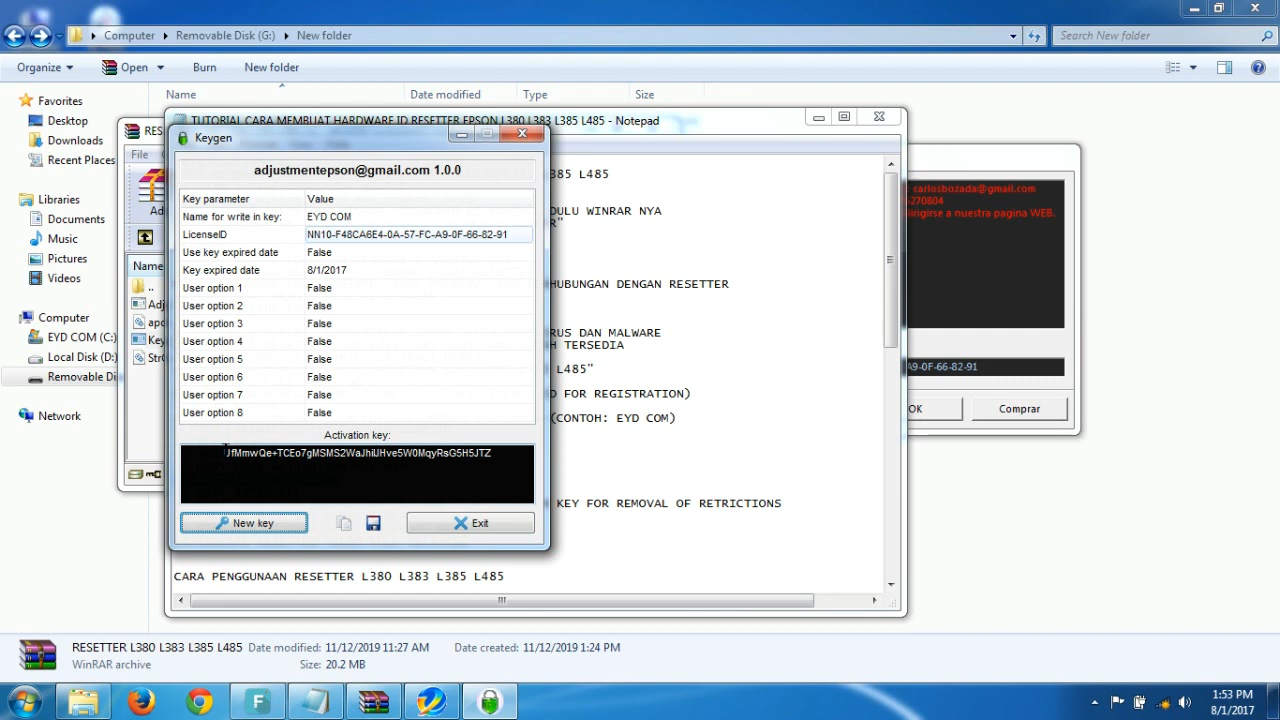 Computer ▸ Removable Disk (G:) ▸ New folder
Search New folder
Organize
Open
Burn
New folder
Name
Date modified
Type
Size
Favorites
Desktop
Downloads
Recent Places
Libraries
Documents
Music
Pictures
Videos
Computer
EYD COM (C:)
Local Disk (D:)
Removable Di
Network
RES
File
Ad
Name
..
Adj
apo
Key
TUTORIAL CARA MEMBUAT HARDWARE ID RESETTER EPSON L380 L383 L385 L485 - Notepad
385 L485
DULU WINRAR NYA
HUBUNGAN DENGAN RESETTER
RUS DAN MALWARE
H TERSEDIA
L485"
D FOR REGISTRATION)
(CONTOH: EYD COM)
KEY FOR REMOVAL OF RETRICTIONS
CARA PENGGUNAAN RESETTER L380 L383 L385 L485
Keygen
adjustmentepson@gmail.com 1.0.0
Key parameter Value
Name for write in key: EYD COM
LicenseID NN10-F48CA6E4-0A-57-FC-A9-0F-66-82-91
Use key expired date False
Key expired date 8/1/2017
User option 1 False
User option 2 False
User option 3 False
User option 4 False
User option 5 False
User option 6 False
User option 7 False
User option 8 False
Activation key:
New key
Exit
carlosbozada@gmail.com
270804
dirigirse a nuestra pagina WEB.
A9-0F-66-82-91
OK
Comprar
RESETTER L380 L383 L385 L485 Date modified: 11/12/2019 11:27 AM Date created: 11/12/2019 1:24 PM
WinRAR archive Size: 20.2 MB
1:53 PM
8/1/2017